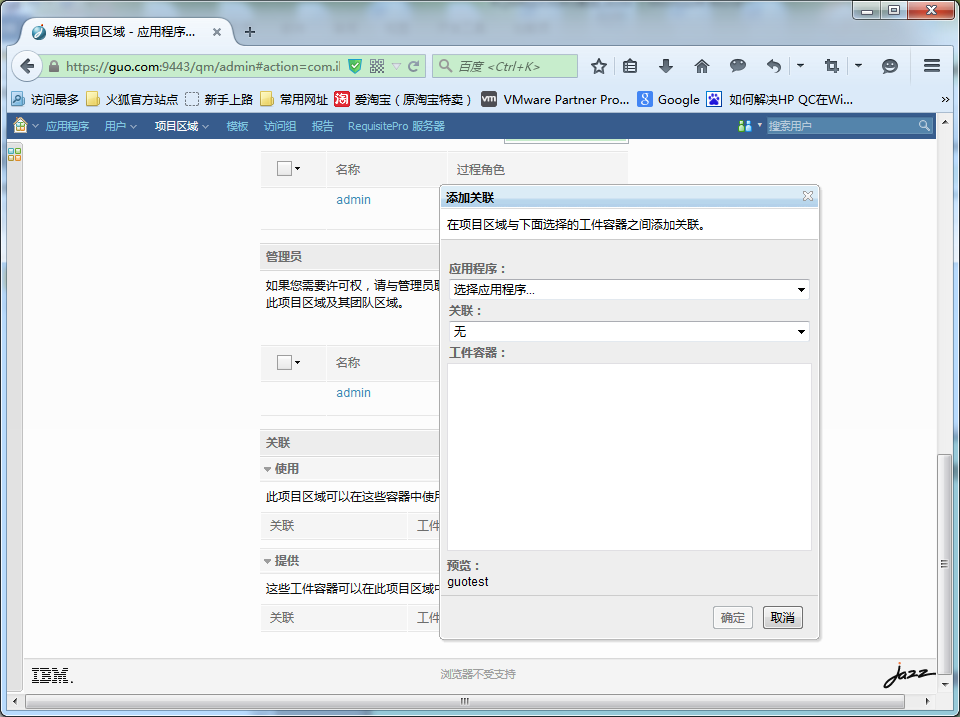 编辑项目区域 - 应用程序...
https://guo.com:9443/qm/admin#action=com.i
百度 <Ctrl+K>
访问最多 火狐官方站点 新手上路 常用网址 淘 爱淘宝（原淘宝特卖） vm VMware Partner Pro... 8 Google 如何解决HP QC在Wi... »
应用程序 用户 项目区域 模板 访问组 报告 RequisitePro 服务器 搜索用户
名称 过程角色
admin
管理员
如果您需要许可权，请与管理员
此项目区域及其团队区域。
名称
admin
关联
使用
此项目区域可以在这些容器中使
关联 工件
提供
这些工件容器可以在此项目区域
关联 工件
添加关联
在项目区域与下面选择的工件容器之间添加关联。
应用程序：
选择应用程序...
关联：
无
工件容器：
预览：
guotest
确定 取消
IBM. 浏览器不受支持 jazz